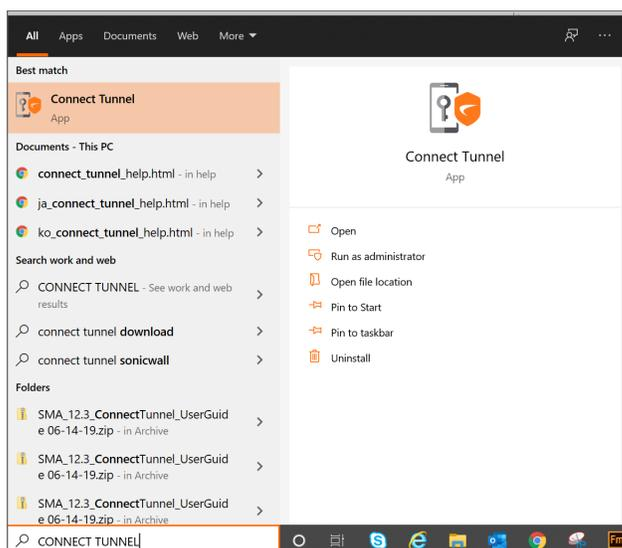 All Apps Documents Web More
Best match
Connect Tunnel
App
Documents - This PC
connect_tunnel_help.html - in help
ja_connect_tunnel_help.html - in help
ko_connect_tunnel_help.html - in help
Search work and web
CONNECT TUNNEL - See work and web
results
connect tunnel download
connect tunnel sonicwall
Folders
SMA_12.3_ConnectTunnel_UserGuid
e 06-14-19.zip - in Archive
SMA_12.3_ConnectTunnel_UserGuid
e 06-14-19.zip - in Archive
SMA_12.3_ConnectTunnel_UserGuid
e 06-14-19.zip - in Archive
CONNECT TUNNEL
Connect Tunnel
App
Open
Run as administrator
Open file location
Pin to Start
Pin to taskbar
Uninstall
Fm